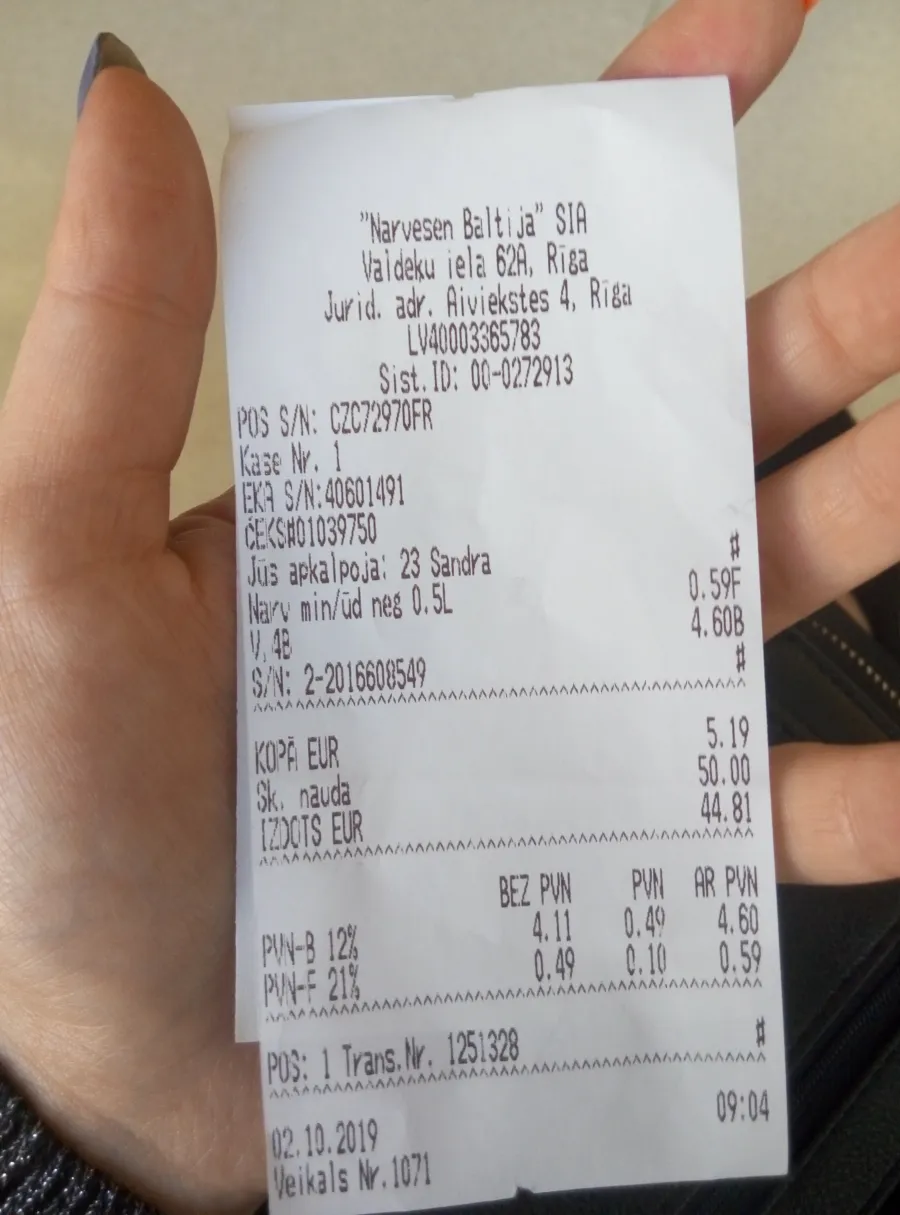 "Narvesen Baltija" SIA
Valdeku iela 62A, Rīga
Jurid. adr. Aiviekstes 4, Rīga
LV40003365783
Sist.ID: 00-0272913
POS S/N: CZC72970FR
Kase Nr. 1
EKA S/N:40601491
ČEKS#01039750 #
Jūs apkalpoja: 23 Sandra
Narv min/ūd neg 0.5L 0.59F
V,4B 4.60B
S/N: 2-2016608549 #
^^^^^^^^^^^^^^^^^^^^^^^^^^^^^^^^^^^^^^^^^^
KOPĀ EUR 5.19
Sk. nauda 50.00
IZDOTS EUR 44.81
^^^^^^^^^^^^^^^^^^^^^^^^^^^^^^^^^^^^^^^^^^
BEZ PVN PVN AR PVN
PVN-B 12% 4.11 0.49 4.60
PVN-F 21% 0.49 0.10 0.59
^^^^^^^^^^^^^^^^^^^^^^^^^^^^^^^^^^^^^^^^^^
POS: 1 Trans.Nr. 1251328 #
^^^^^^^^^^^^^^^^^^^^^^^^^^^^^^^^^^^^^^^^^^
02.10.2019 09:04
Veikals Nr.1071